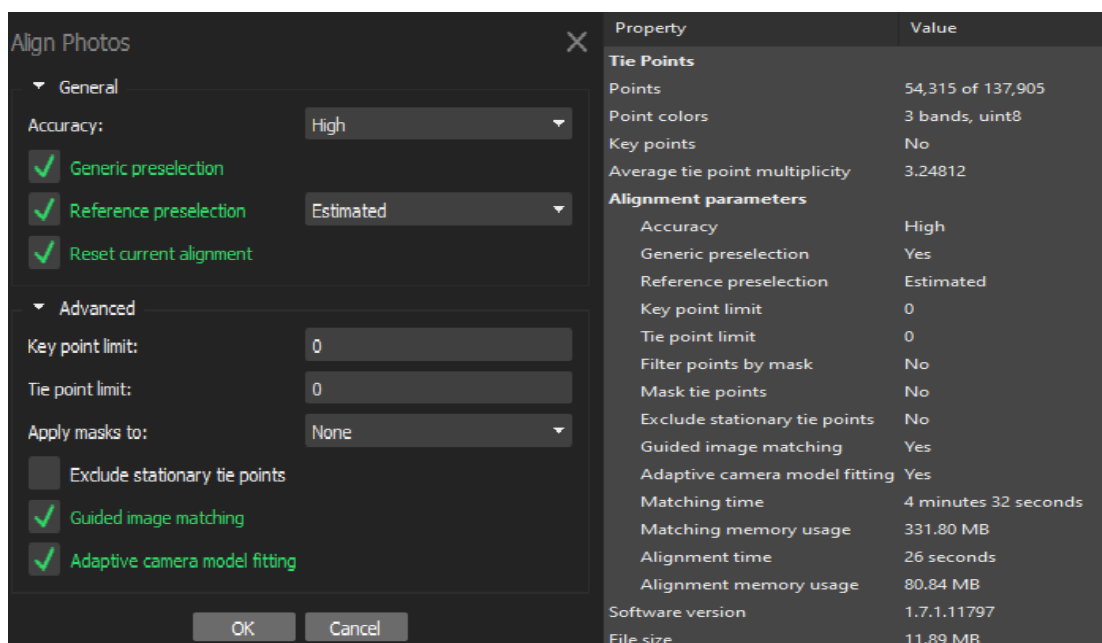 Align Photos
General
Accuracy: High
Generic preselection
Reference preselection Estimated
Reset current alignment
Advanced
Key point limit: 0
Tie point limit: 0
Apply masks to: None
Exclude stationary tie points
Guided image matching
Adaptive camera model fitting
OK Cancel
Property Value
Tie Points
Points 54,315 of 137,905
Point colors 3 bands, uint8
Key points No
Average tie point multiplicity 3.24812
Alignment parameters
Accuracy High
Generic preselection Yes
Reference preselection Estimated
Key point limit 0
Tie point limit 0
Filter points by mask No
Mask tie points No
Exclude stationary tie points No
Guided image matching Yes
Adaptive camera model fitting Yes
Matching time 4 minutes 32 seconds
Matching memory usage 331.80 MB
Alignment time 26 seconds
Alignment memory usage 80.84 MB
Software version 1.7.1.11797
File size 11.89 MB